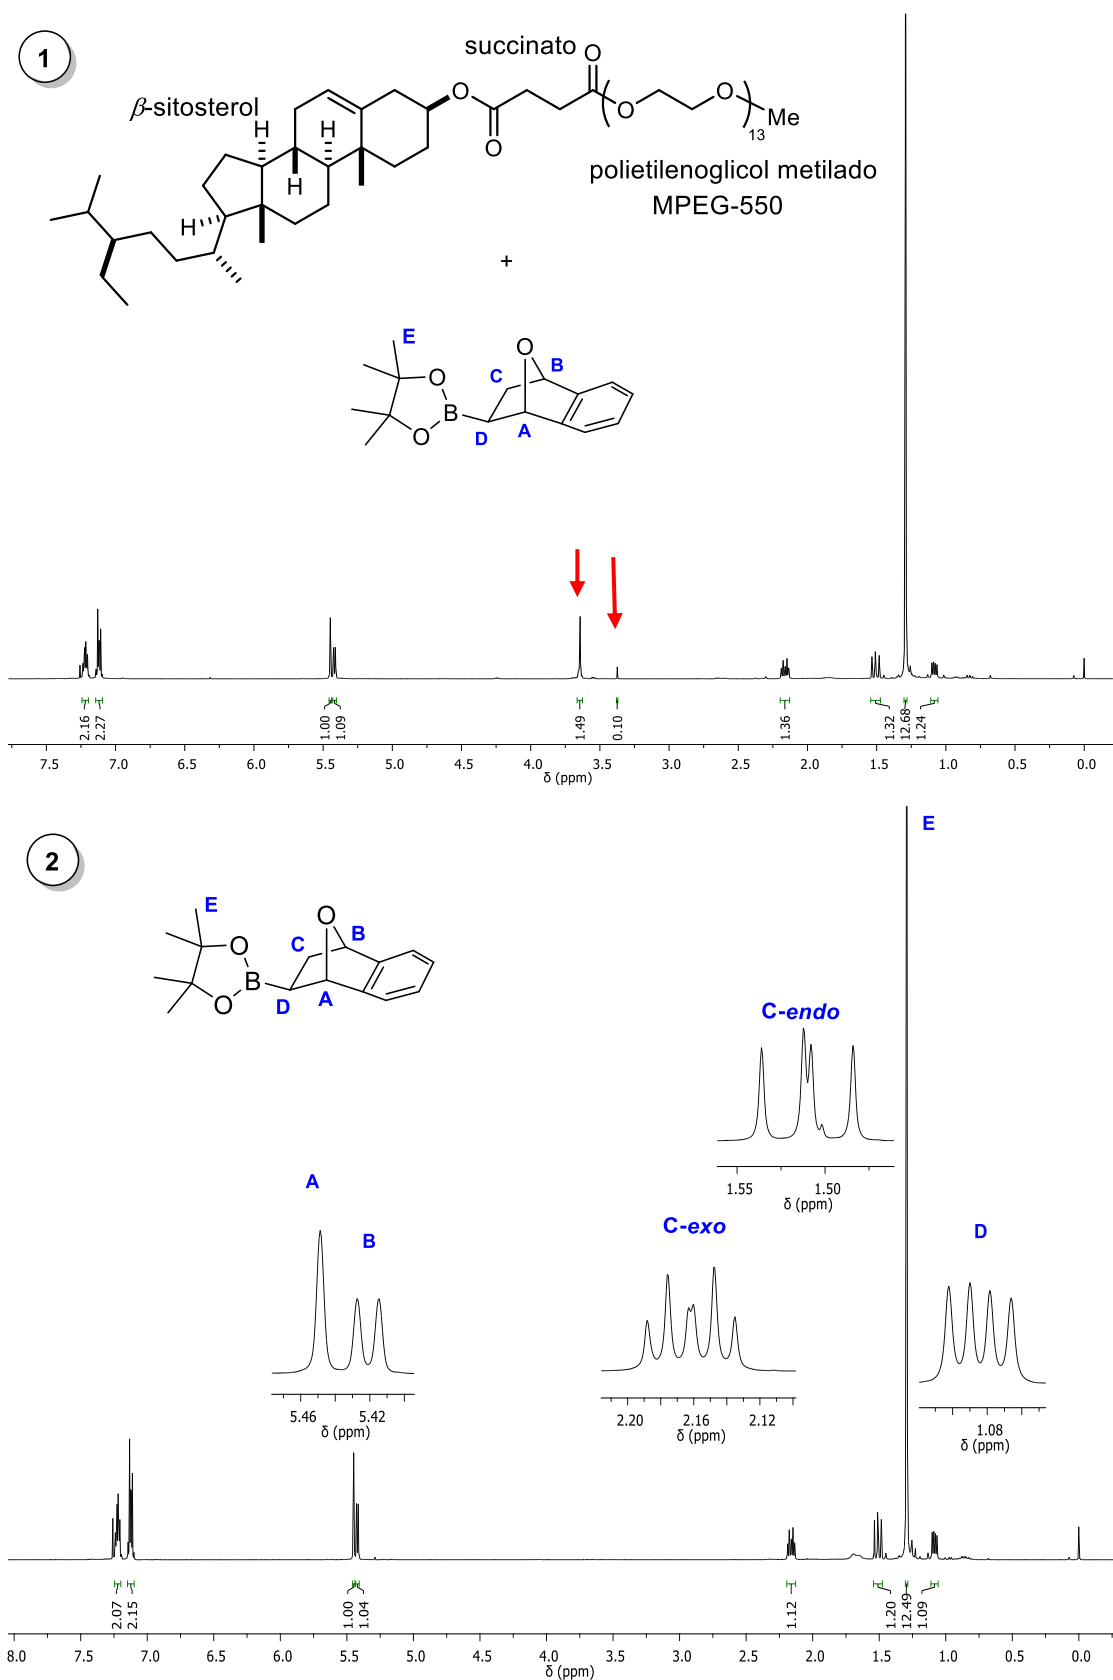 1
succinato
O
β-sitosterol
O
O
O
O
13
Me
O
H
H
H
H
polietilenoglicol metilado
MPEG-550
+
E
O
B
C
O
B
O
D
A
2.16
2.27
1.00
1.09
1.49
0.10
1.36
1.32
12.68
1.24
7.5 7.0 6.5 6.0 5.5 5.0 4.5 4.0 3.5 3.0 2.5 2.0 1.5 1.0 0.5 0.0
δ (ppm)
2
E
E
O
B
C
O
B
O
D
A
C-endo
1.55 1.50
δ (ppm)
A
B
C-exo
D
5.46 5.42
δ (ppm)
2.20 2.16 2.12
δ (ppm)
1.08
δ (ppm)
2.07
2.15
1.00
1.04
1.12
1.20
12.49
1.09
8.0 7.5 7.0 6.5 6.0 5.5 5.0 4.5 4.0 3.5 3.0 2.5 2.0 1.5 1.0 0.5 0.0
δ (ppm)